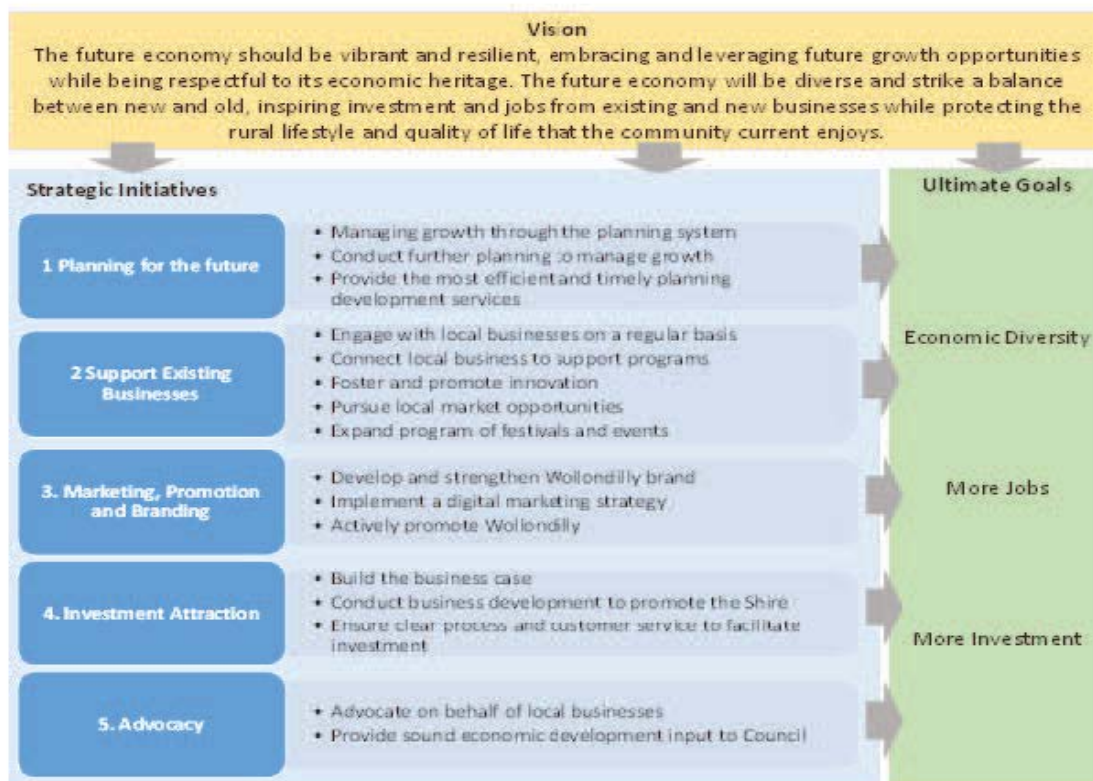 Vision
The future economy should be vibrant and resilient, embracing and leveraging future growth opportunities
while being respectful to its economic heritage. The future economy will be diverse and strike a balance
between new and old, inspiring investment and jobs from existing and new businesses while protecting the
rural lifestyle and quality of life that the community current enjoys.
Strategic Initiatives
1 Planning for the future
• Managing growth through the planning system
• Conduct further planning to manage growth
• Provide the most efficient and timely planning
development services
2 Support Existing
Businesses
• Engage with local businesses on a regular basis
• Connect local business to support programs
• Foster and promote innovation
• Pursue local market opportunities
• Expand program of festivals and events
3. Marketing, Promotion
and Branding
• Develop and strengthen Wollondilly brand
• Implement a digital marketing strategy
• Actively promote Wollondilly
4. Investment Attraction
• Build the business case
• Conduct business development to promote the Shire
• Ensure clear process and customer service to facilitate
investment
5. Advocacy
• Advocate on behalf of local businesses
• Provide sound economic development input to Council
Ultimate Goals
Economic Diversity
More Jobs
More Investment